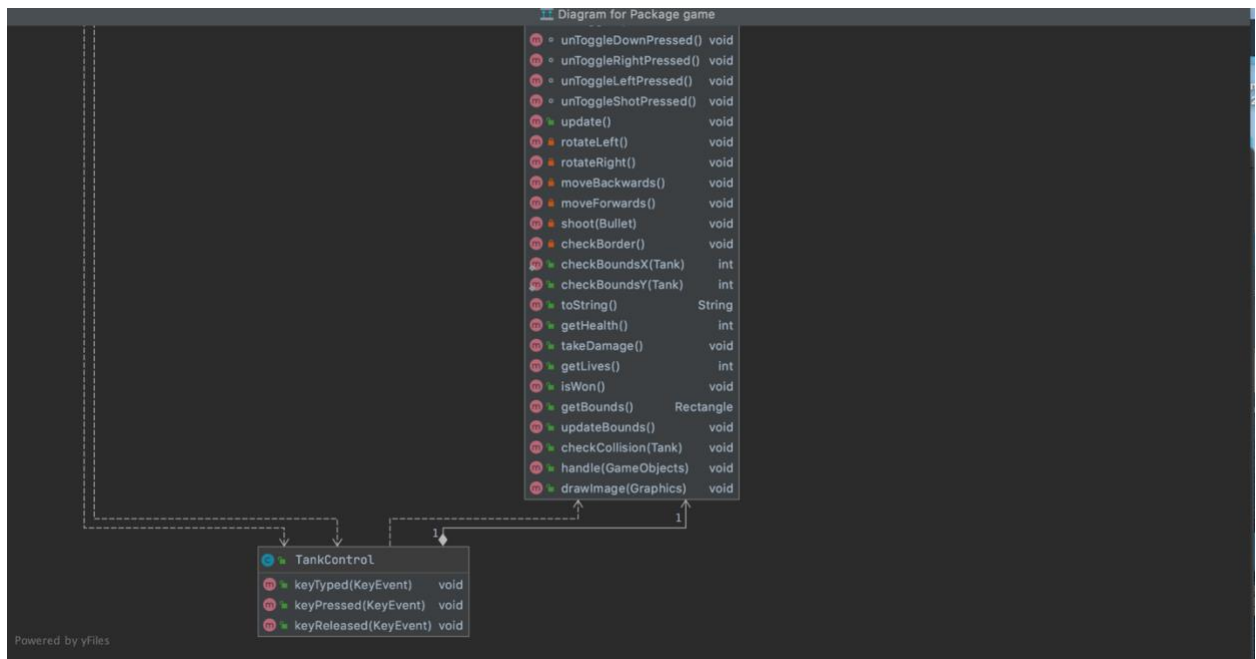 Diagram for Package game
unToggleDownPressed() void
unToggleRightPressed() void
unToggleLeftPressed() void
unToggleShotPressed() void
update() void
rotateLeft() void
rotateRight() void
moveBackwards() void
moveForwards() void
shoot(Bullet) void
checkBorder() void
checkBoundsX(Tank) int
checkBoundsY(Tank) int
toString() String
getHealth() int
takeDamage() void
getLives() int
isWon() void
getBounds() Rectangle
updateBounds() void
checkCollision(Tank) void
handle(GameObjects) void
drawImage(Graphics) void
1
1
TankControl
keyTyped(KeyEvent) void
keyPressed(KeyEvent) void
keyReleased(KeyEvent) void
Powered by yFiles